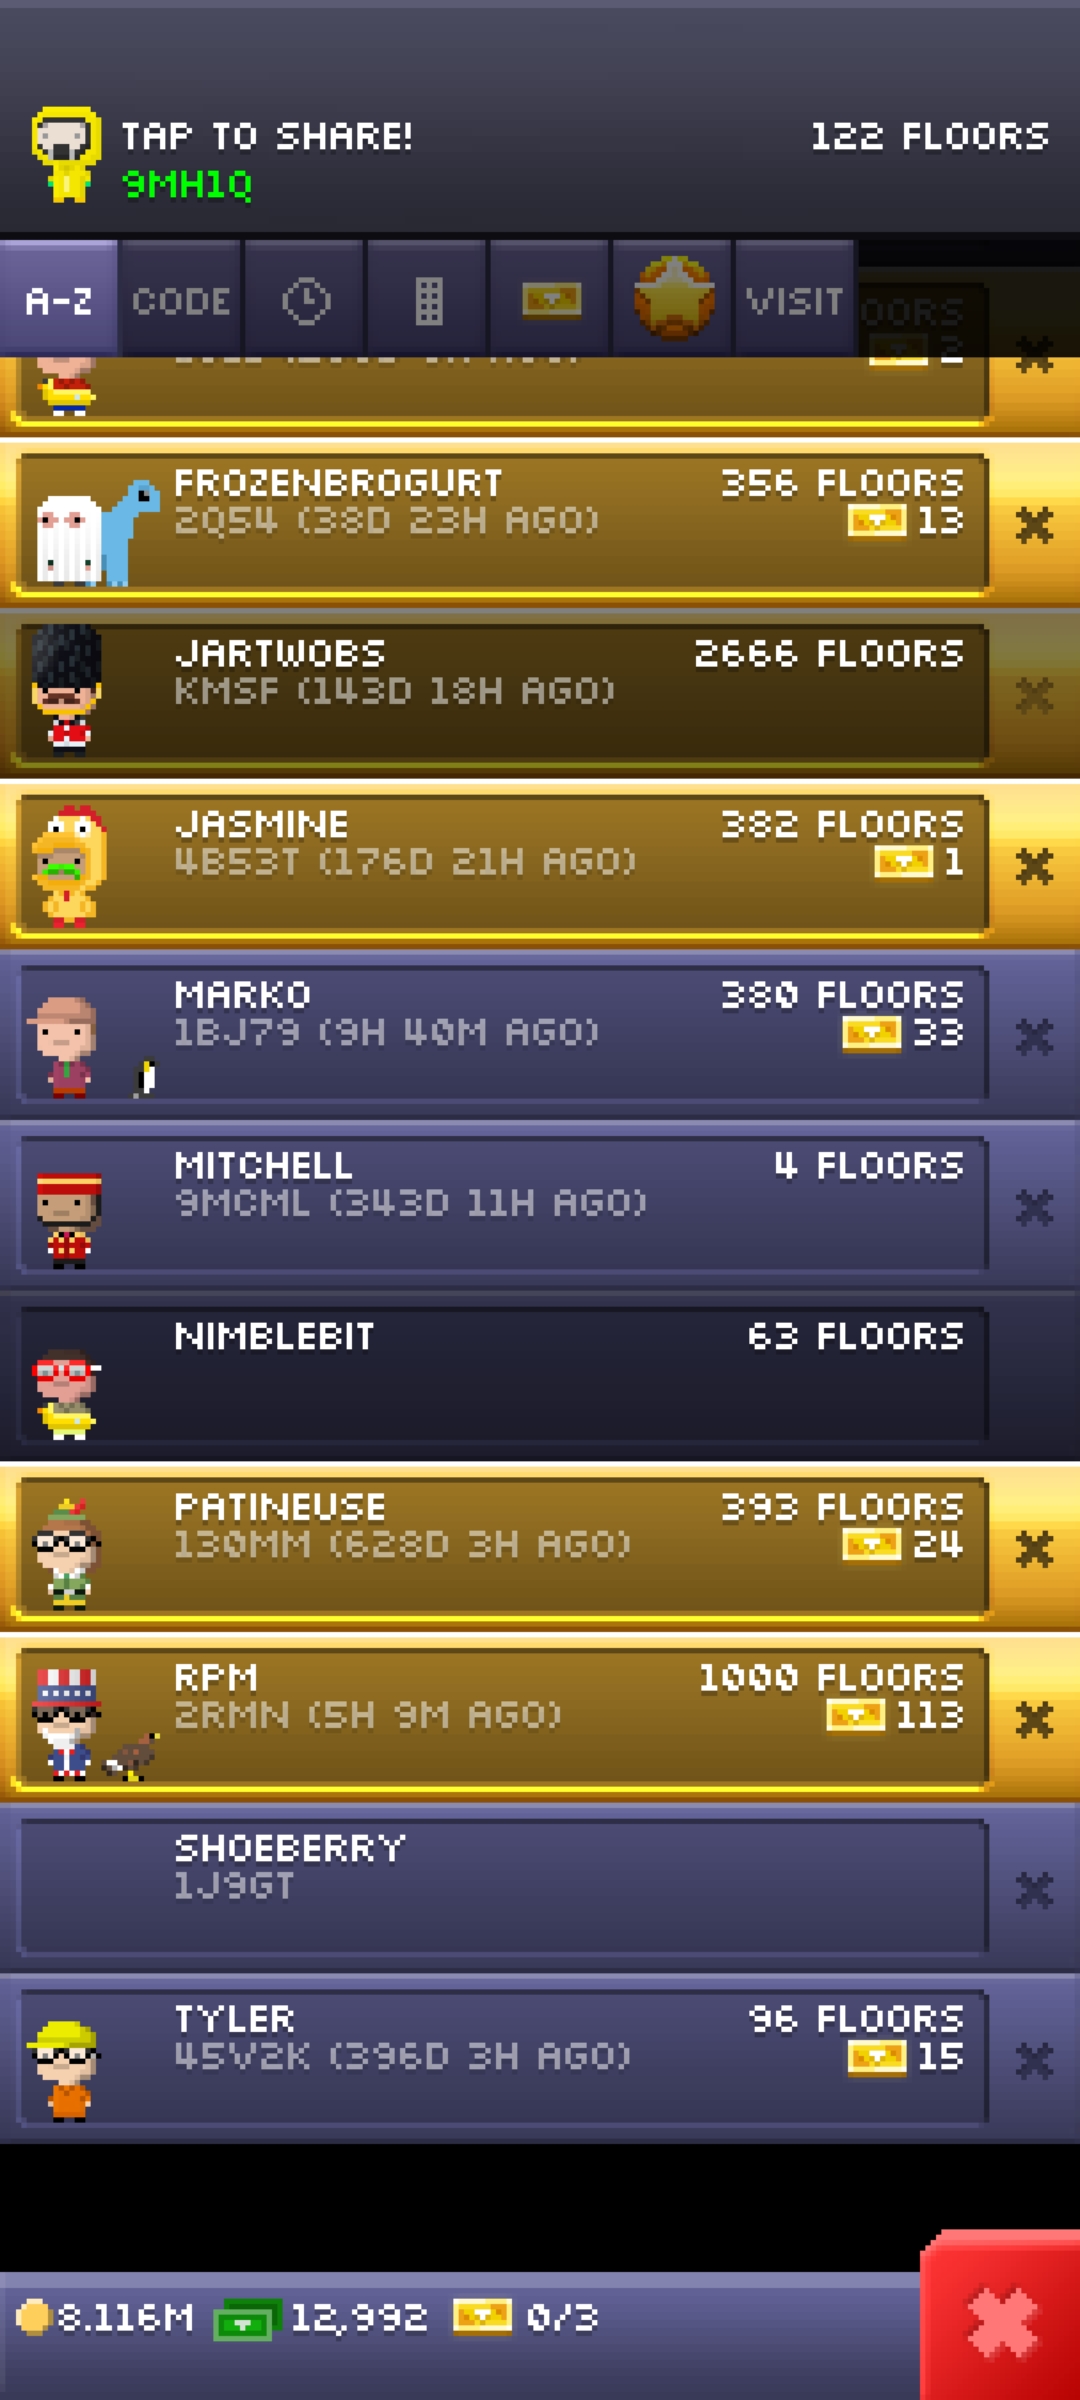 TAP TO SHARE! 122 FLOORS
9MH1Q
A-Z CODE VISIT
2
FROZENBROGURT 356 FLOORS
2Q54 (38D 23H AGO) 13
JARTWOBS 2666 FLOORS
KMSF (143D 18H AGO)
JASMINE 382 FLOORS
4B53T (176D 21H AGO) 1
MARKO 380 FLOORS
1BJ79 (9H 40M AGO) 33
MITCHELL 4 FLOORS
9MCML (343D 11H AGO)
NIMBLEBIT 63 FLOORS
PATINEUSE 393 FLOORS
130MM (628D 3H AGO) 24
RPM 1000 FLOORS
2RMN (5H 9M AGO) 113
SHOEBERRY
1J9GT
TYLER 96 FLOORS
45V2K (396D 3H AGO) 15
8.116M 12,992 0/3